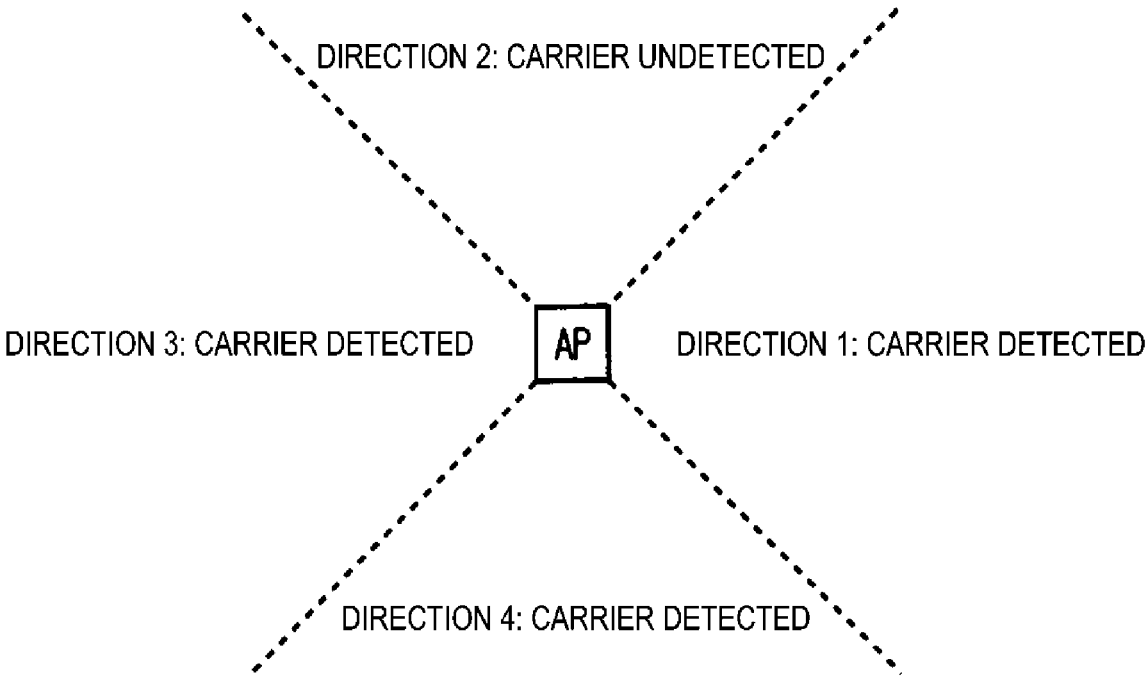 DIRECTION 2: CARRIER UNDETECTED
DIRECTION 3: CARRIER DETECTED
AP
DIRECTION 1: CARRIER DETECTED
DIRECTION 4: CARRIER DETECTED